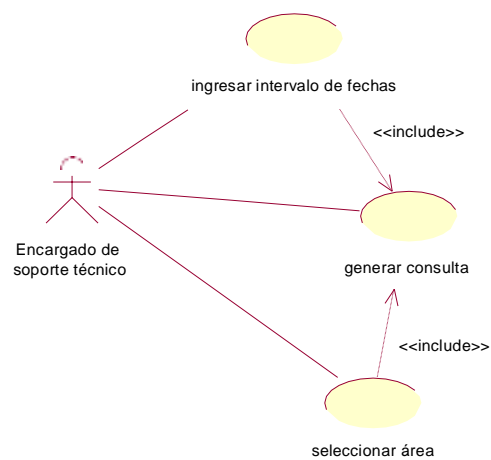 ingresar intervalo de fechas
<<include>>
Encargado de
soporte técnico
generar consulta
<<include>>
seleccionar área